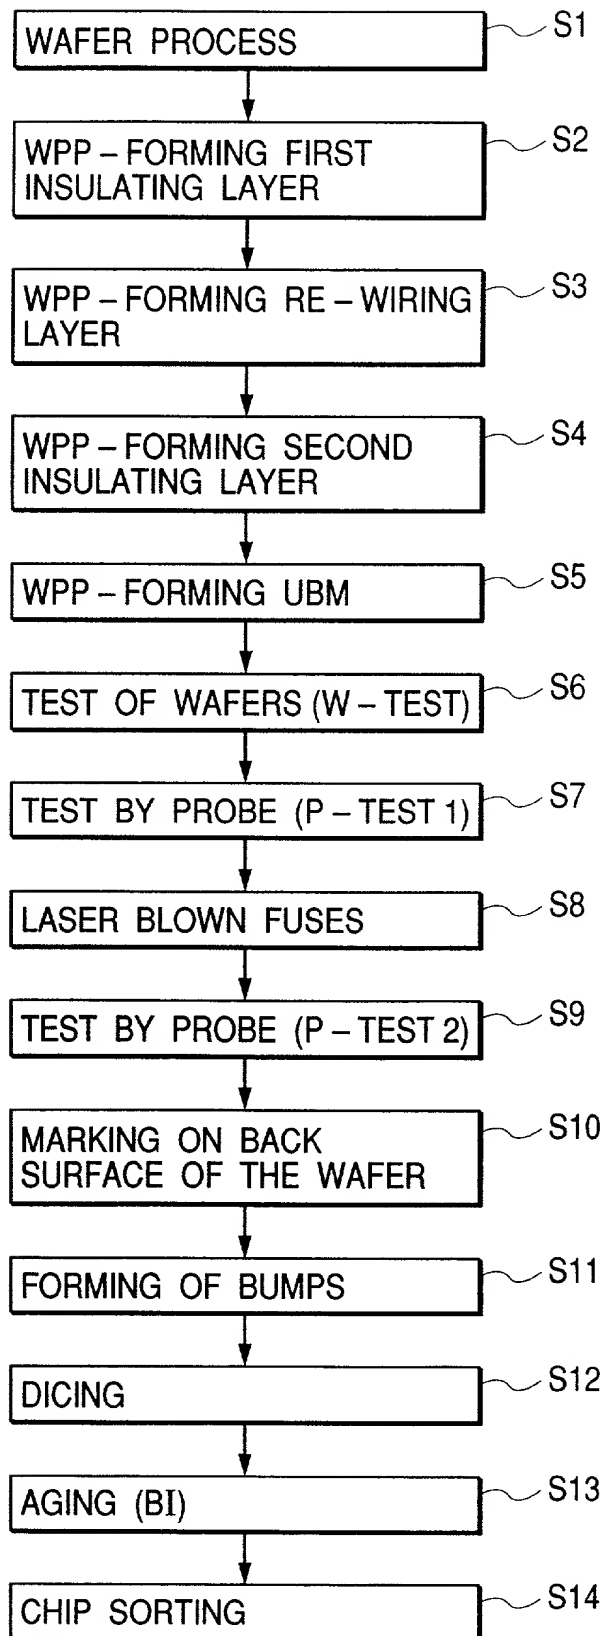 WAFER PROCESS
S1
WPP – FORMING FIRST
INSULATING LAYER
S2
WPP – FORMING RE – WIRING
LAYER
S3
WPP – FORMING SECOND
INSULATING LAYER
S4
WPP – FORMING UBM
S5
TEST OF WAFERS (W – TEST)
S6
TEST BY PROBE (P – TEST 1)
S7
LASER BLOWN FUSES
S8
TEST BY PROBE (P – TEST 2)
S9
MARKING ON BACK
SURFACE OF THE WAFER
S10
FORMING OF BUMPS
S11
DICING
S12
AGING (BI)
S13
CHIP SORTING
S14